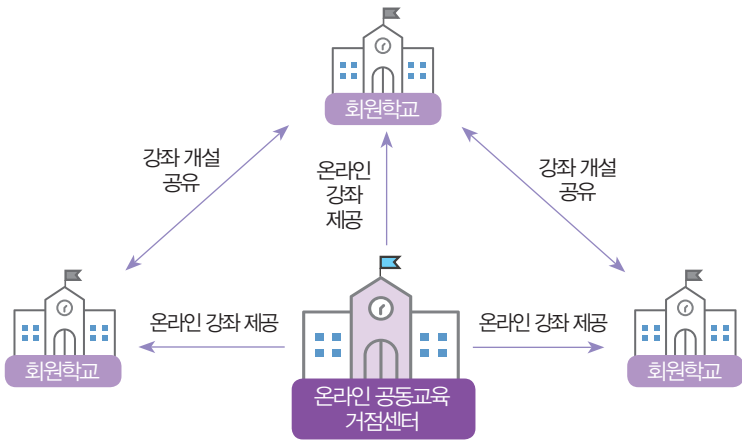 회원학교
강좌 개설
공유
온라인
강좌
제공
강좌 개설
공유
온라인 강좌 제공
온라인 강좌 제공
회원학교
온라인 공동교육
거점센터
회원학교